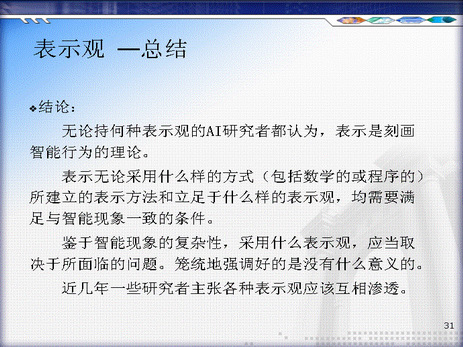 表示观 —总结
❖结论：
无论持何种表示观的AI研究者都认为，表示是刻画
智能行为的理论。
表示无论采用什么样的方式（包括数学的或程序的）
所建立的表示方法和立足于什么样的表示观，均需要满
足与智能现象一致的条件。
鉴于智能现象的复杂性，采用什么表示观，应当取
决于所面临的问题。笼统地强调好的是没有什么意义的。
近几年一些研究者主张各种表示观应该互相渗透。
31